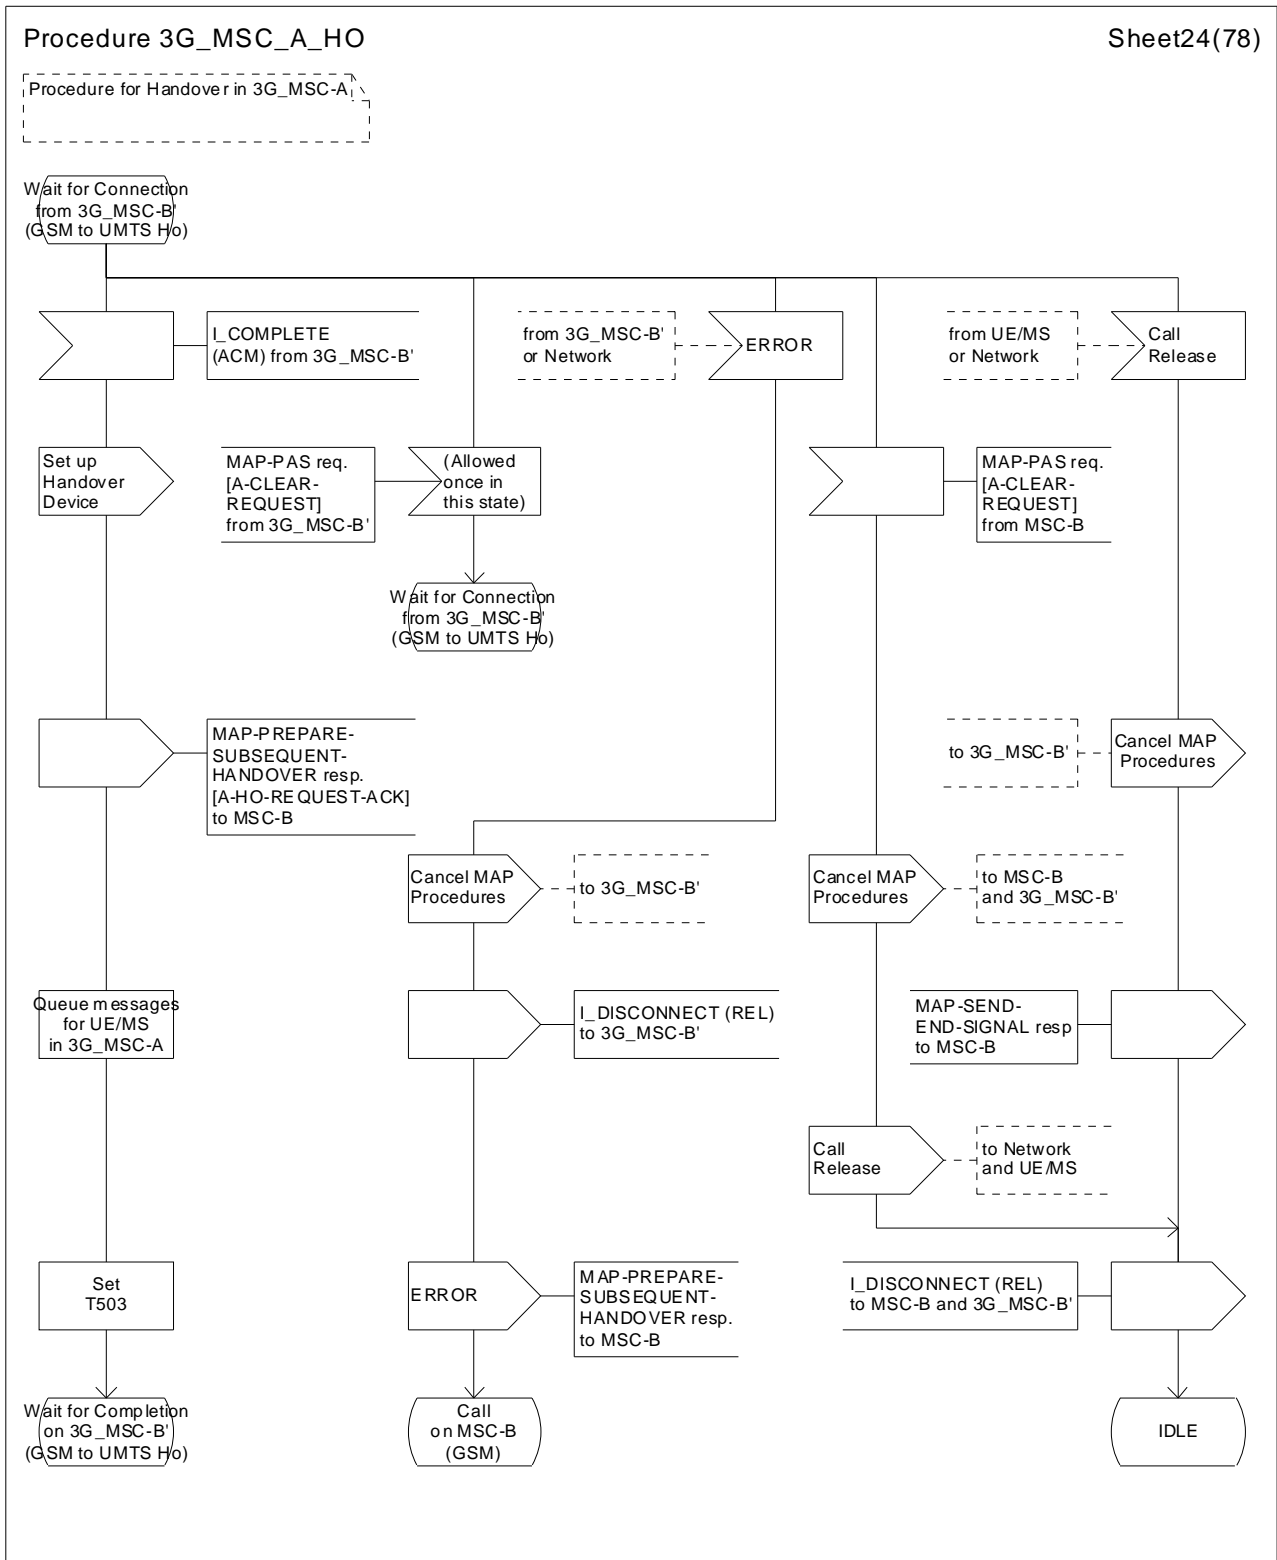 Procedure 3G_MSC_A_HO
Sheet24(78)
Procedure for Handover in 3G_MSC-A
Wait for Connection
from 3G_MSC-B'
(GSM to UMTS Ho)
I_COMPLETE
(ACM) from 3G_MSC-B'
from 3G_MSC-B'
or Network
ERROR
from UE/MS
or Network
Call
Release
Set up
Handover
Device
MAP-PAS req.
[A-CLEAR-
REQUEST]
from 3G_MSC-B'
(Allowed
once in
this state)
MAP-PAS req.
[A-CLEAR-
REQUEST]
from MSC-B
Wait for Connection
from 3G_MSC-B'
(GSM to UMTS Ho)
MAP-PREPARE-
SUBSEQUENT-
HANDOVER resp.
[A-HO-REQUEST-ACK]
to MSC-B
to 3G_MSC-B'
Cancel MAP
Procedures
Cancel MAP
Procedures
to 3G_MSC-B'
Cancel MAP
Procedures
to MSC-B
and 3G_MSC-B'
Queue messages
for UE/MS
in 3G_MSC-A
I_DISCONNECT (REL)
to 3G_MSC-B'
MAP-SEND-
END-SIGNAL resp
to MSC-B
Call
Release
to Network
and UE/MS
Set
T503
ERROR
MAP-PREPARE-
SUBSEQUENT-
HANDOVER resp.
to MSC-B
I_DISCONNECT (REL)
to MSC-B and 3G_MSC-B'
Wait for Completion
on 3G_MSC-B'
(GSM to UMTS Ho)
Call
on MSC-B
(GSM)
IDLE